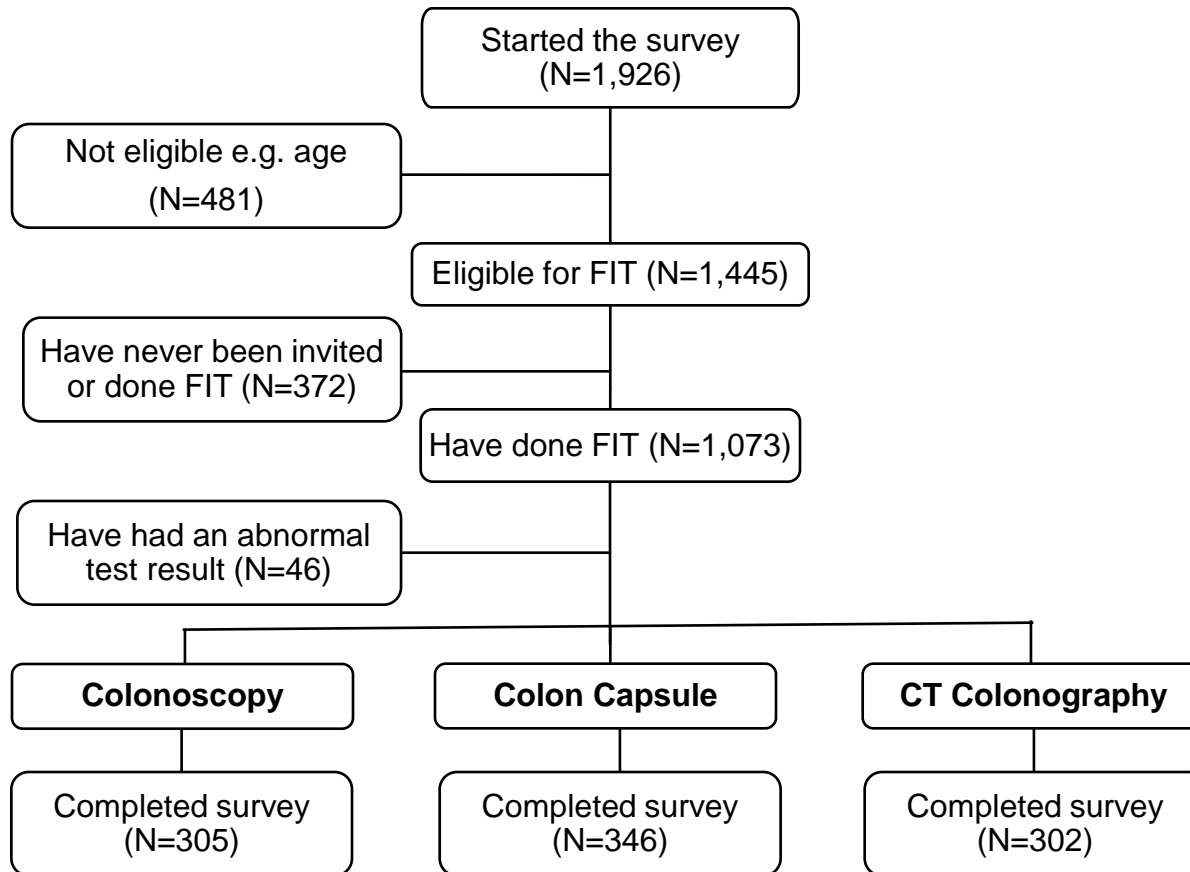 Started the survey
(N=1,926)
Not eligible e.g. age
(N=481)
Eligible for FIT (N=1,445)
Have never been invited
or done FIT (N=372)
Have done FIT (N=1,073)
Have had an abnormal
test result (N=46)
Colonoscopy
Colon Capsule
CT Colonography
Completed survey
(N=305)
Completed survey
(N=346)
Completed survey
(N=302)